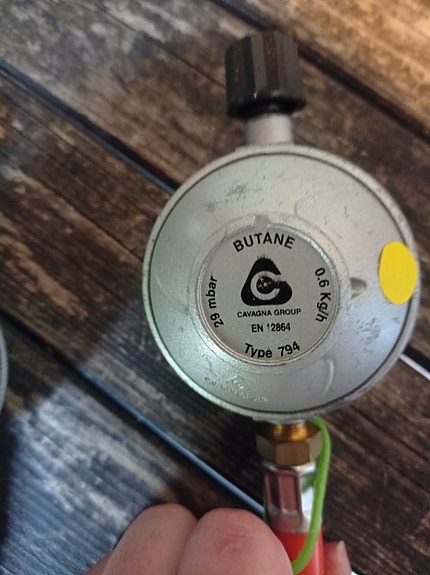 BUTANE
29 mbar
0.6 Kg/h
CAVAGNA GROUP
EN 12864
Type 794